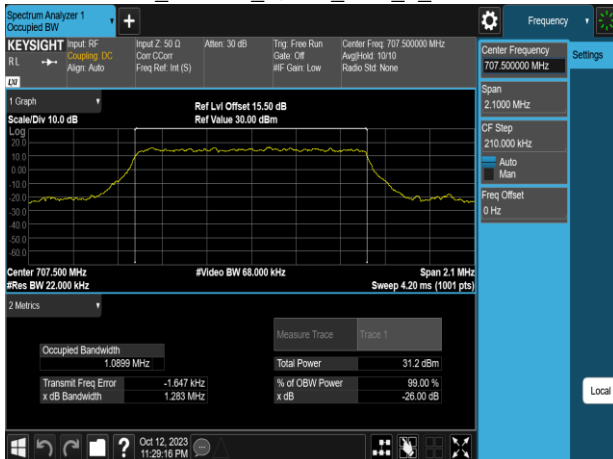 Spectrum Analyzer 1
Occupied BW
+
Frequency
KEYSIGHT
RL
LXI
Input: RF
Coupling: DC
Align: Auto
Input Z: 50 Ω
Corr CCorr
Freq Ref: Int (S)
Atten: 30 dB
Trig: Free Run
Gate: Off
#IF Gain: Low
Center Freq: 707.500000 MHz
Avg|Hold: 10/10
Radio Std: None
Center Frequency
707.500000 MHz
Settings
Span
2.1000 MHz
CF Step
210.000 kHz
Auto
Man
Freq Offset
0 Hz
Local
1 Graph
Scale/Div 10.0 dB
Ref Lvl Offset 15.50 dB
Ref Value 30.00 dBm
Log
20.0
10.0
0.00
-10.0
-20.0
-30.0
-40.0
-50.0
-60.0
Center 707.500 MHz
#Video BW 68.000 kHz
Span 2.1 MHz
#Res BW 22.000 kHz
Sweep 4.20 ms (1001 pts)
2 Metrics
Measure Trace
Trace 1
Occupied Bandwidth
1.0899 MHz
Total Power
31.2 dBm
Transmit Freq Error
-1.647 kHz
% of OBW Power
99.00 %
x dB Bandwidth
1.283 MHz
x dB
-26.00 dB
?
Oct 12, 2023
11:29:16 PM